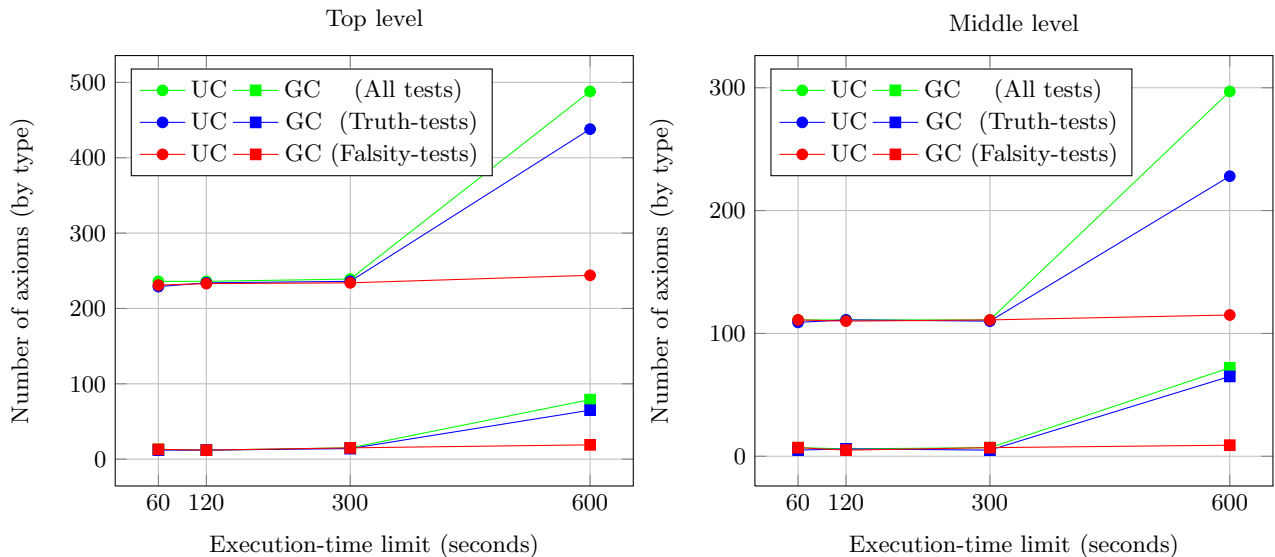 Top level
Number of axioms (by type)
500
400
300
200
100
0
UC GC (All tests)
UC GC (Truth-tests)
UC GC (Falsity-tests)
60 120 300 600
Execution-time limit (seconds)
Middle level
Number of axioms (by type)
300
200
100
0
UC GC (All tests)
UC GC (Truth-tests)
UC GC (Falsity-tests)
60 120 300 600
Execution-time limit (seconds)